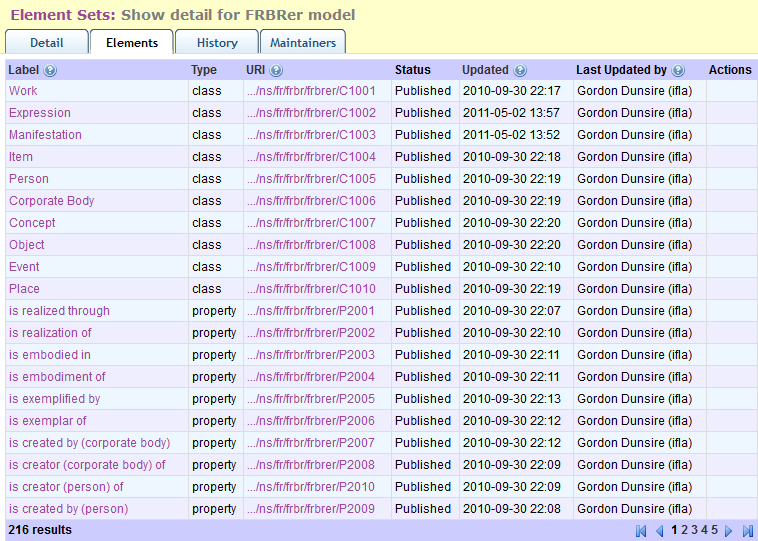 Element Sets: Show detail for FRBRer model
Detail Elements History Maintainers
Label Type URI Status Updated Last Updated by Actions
Work class .../ns/fr/frbr/frbrer/C1001 Published 2010-09-30 22:17 Gordon Dunsire (ifla)
Expression class .../ns/fr/frbr/frbrer/C1002 Published 2011-05-02 13:57 Gordon Dunsire (ifla)
Manifestation class .../ns/fr/frbr/frbrer/C1003 Published 2011-05-02 13:52 Gordon Dunsire (ifla)
Item class .../ns/fr/frbr/frbrer/C1004 Published 2010-09-30 22:18 Gordon Dunsire (ifla)
Person class .../ns/fr/frbr/frbrer/C1005 Published 2010-09-30 22:19 Gordon Dunsire (ifla)
Corporate Body class .../ns/fr/frbr/frbrer/C1006 Published 2010-09-30 22:19 Gordon Dunsire (ifla)
Concept class .../ns/fr/frbr/frbrer/C1007 Published 2010-09-30 22:20 Gordon Dunsire (ifla)
Object class .../ns/fr/frbr/frbrer/C1008 Published 2010-09-30 22:20 Gordon Dunsire (ifla)
Event class .../ns/fr/frbr/frbrer/C1009 Published 2010-09-30 22:10 Gordon Dunsire (ifla)
Place class .../ns/fr/frbr/frbrer/C1010 Published 2010-09-30 22:19 Gordon Dunsire (ifla)
is realized through property .../ns/fr/frbr/frbrer/P2001 Published 2010-09-30 22:07 Gordon Dunsire (ifla)
is realization of property .../ns/fr/frbr/frbrer/P2002 Published 2010-09-30 22:10 Gordon Dunsire (ifla)
is embodied in property .../ns/fr/frbr/frbrer/P2003 Published 2010-09-30 22:11 Gordon Dunsire (ifla)
is embodiment of property .../ns/fr/frbr/frbrer/P2004 Published 2010-09-30 22:11 Gordon Dunsire (ifla)
is exemplified by property .../ns/fr/frbr/frbrer/P2005 Published 2010-09-30 22:13 Gordon Dunsire (ifla)
is exemplar of property .../ns/fr/frbr/frbrer/P2006 Published 2010-09-30 22:12 Gordon Dunsire (ifla)
is created by (corporate body) property .../ns/fr/frbr/frbrer/P2007 Published 2010-09-30 22:12 Gordon Dunsire (ifla)
is creator (corporate body) of property .../ns/fr/frbr/frbrer/P2008 Published 2010-09-30 22:09 Gordon Dunsire (ifla)
is creator (person) of property .../ns/fr/frbr/frbrer/P2010 Published 2010-09-30 22:09 Gordon Dunsire (ifla)
is created by (person) property .../ns/fr/frbr/frbrer/P2009 Published 2010-09-30 22:08 Gordon Dunsire (ifla)
216 results 1 2 3 4 5